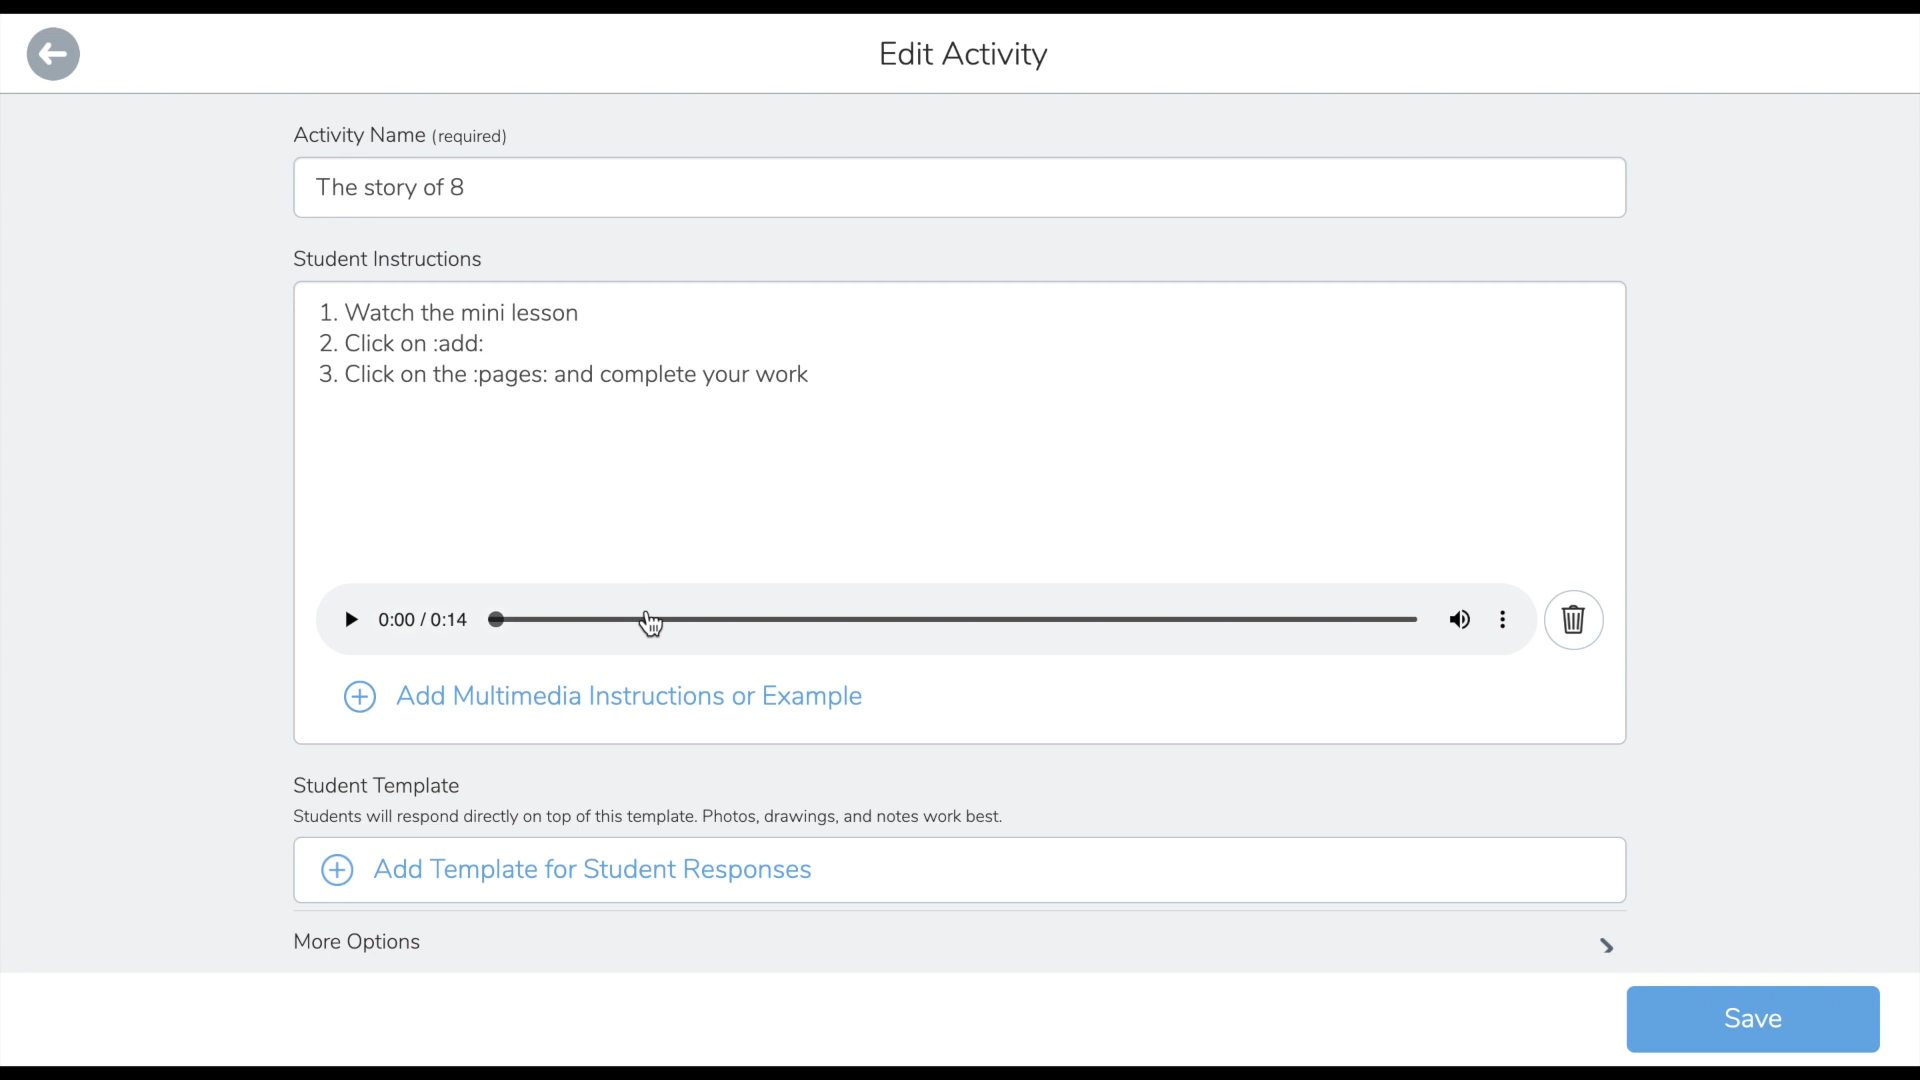 Edit Activity
Activity Name (required)
The story of 8
Student Instructions
1. Watch the mini lesson
2. Click on :add:
3. Click on the :pages: and complete your work
0:00 / 0:14
Add Multimedia Instructions or Example
Student Template
Students will respond directly on top of this template. Photos, drawings, and notes work best.
Add Template for Student Responses
More Options
Save